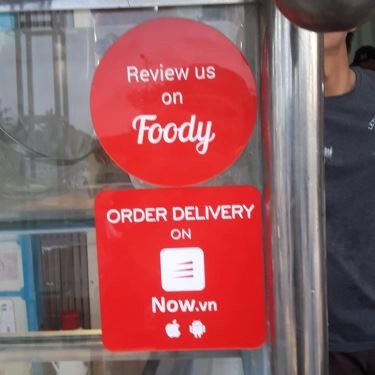 Review us
on
Foody
ORDER DELIVERY
ON
Now.vn